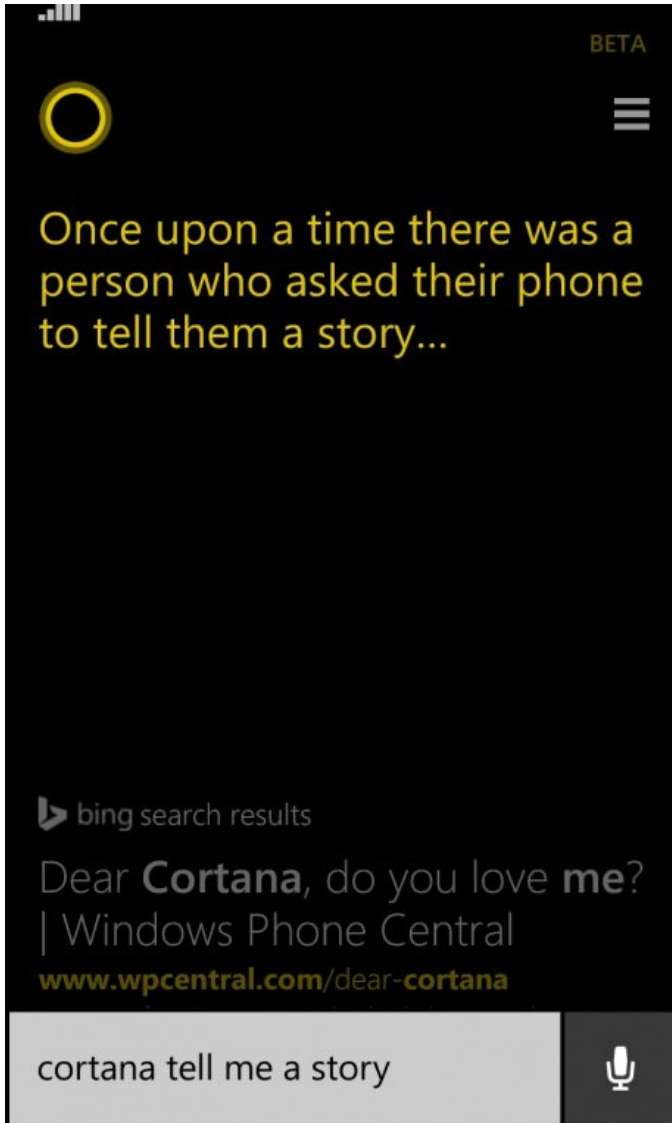 BETA
Once upon a time there was a
person who asked their phone
to tell them a story...
bing search results
Dear Cortana, do you love me?
| Windows Phone Central
www.wpcentral.com/dear-cortana
cortana tell me a story